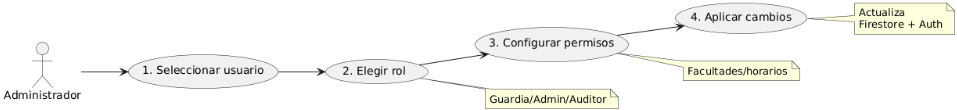 Administrador
1. Seleccionar usuario
2. Elegir rol
Guardia/Admin/Auditor
3. Configurar permisos
Facultades/horarios
4. Aplicar cambios
Actualiza
Firestore + Auth